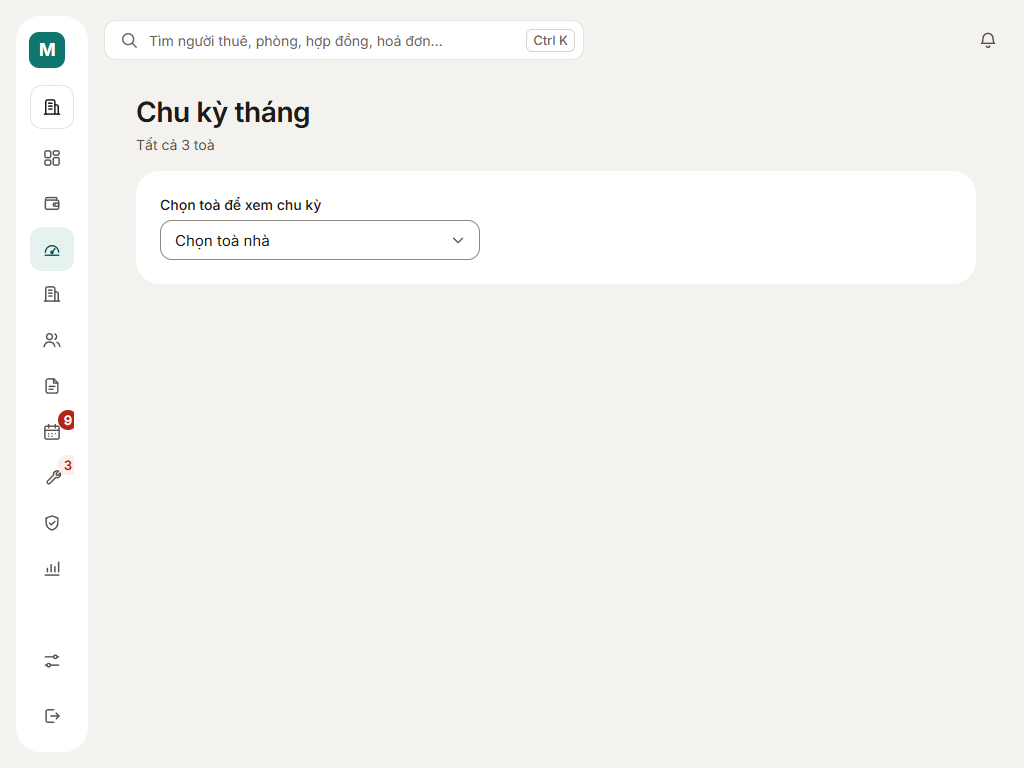 M
Tìm người thuê, phòng, hợp đồng, hoá đơn...
Ctrl K
Chu kỳ tháng
Tất cả 3 toà
Chọn toà để xem chu kỳ
Chọn toà nhà
9
3